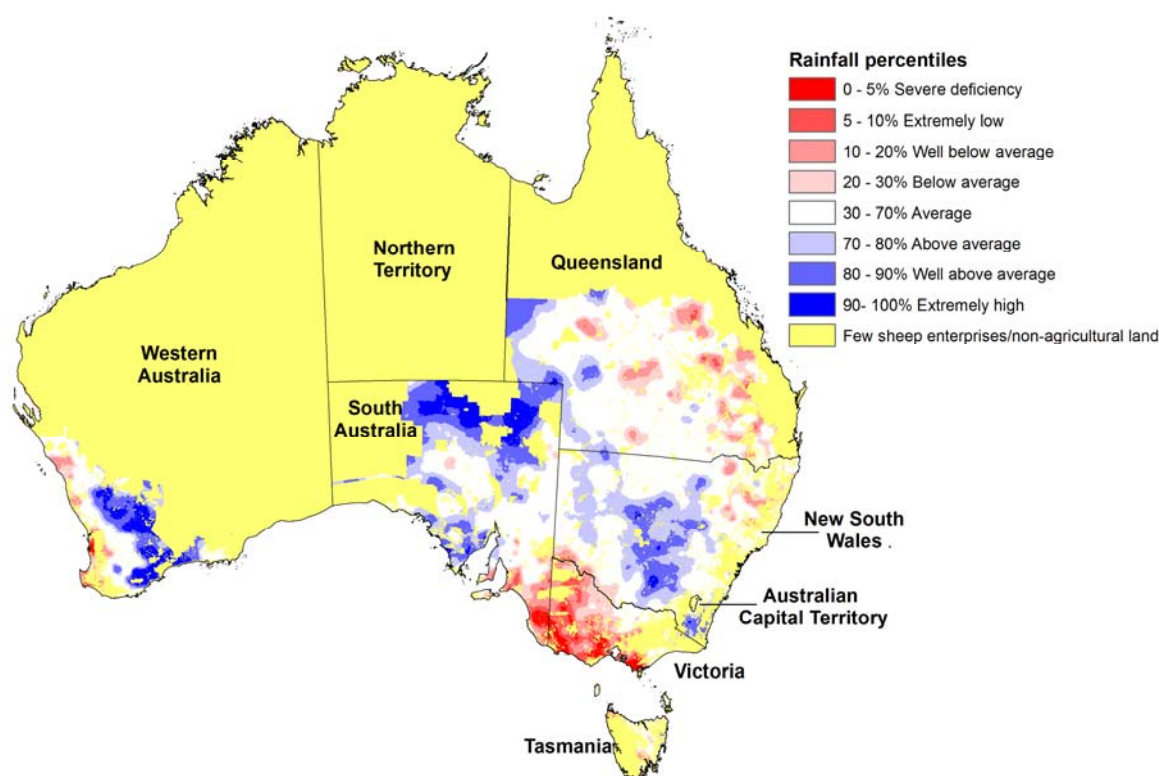 Rainfall percentiles
0 - 5% Severe deficiency
5 - 10% Extremely low
10 - 20% Well below average
20 - 30% Below average
30 - 70% Average
70 - 80% Above average
80 - 90% Well above average
90- 100% Extremely high
Few sheep enterprises/non-agricultural land
Northern
Territory
Queensland
Western
Australia
South
Australia
New South
Wales .
Australian
Capital Territory
Victoria
Tasmania